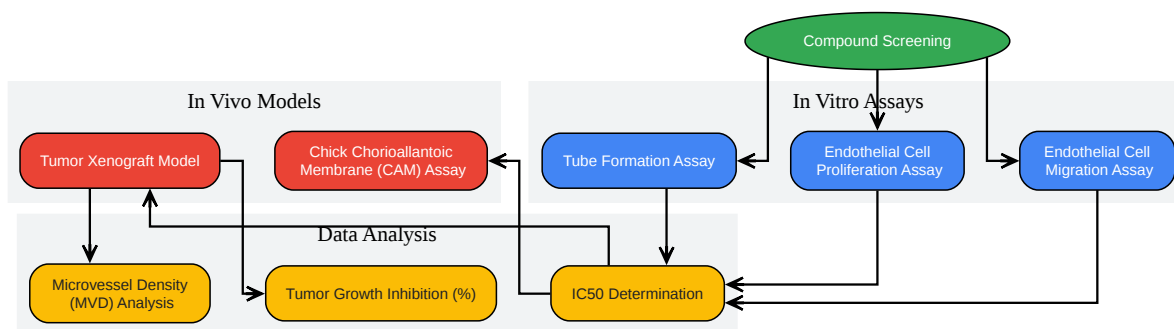 Compound Screening
In Vivo Models
In Vitro Assays
Tumor Xenograft Model
Chick Chorioallantoic
Membrane (CAM) Assay
Tube Formation Assay
Endothelial Cell
Proliferation Assay
Endothelial Cell
Migration Assay
Data Analysis
Microvessel Density
(MVD) Analysis
Tumor Growth Inhibition (%)
IC50 Determination